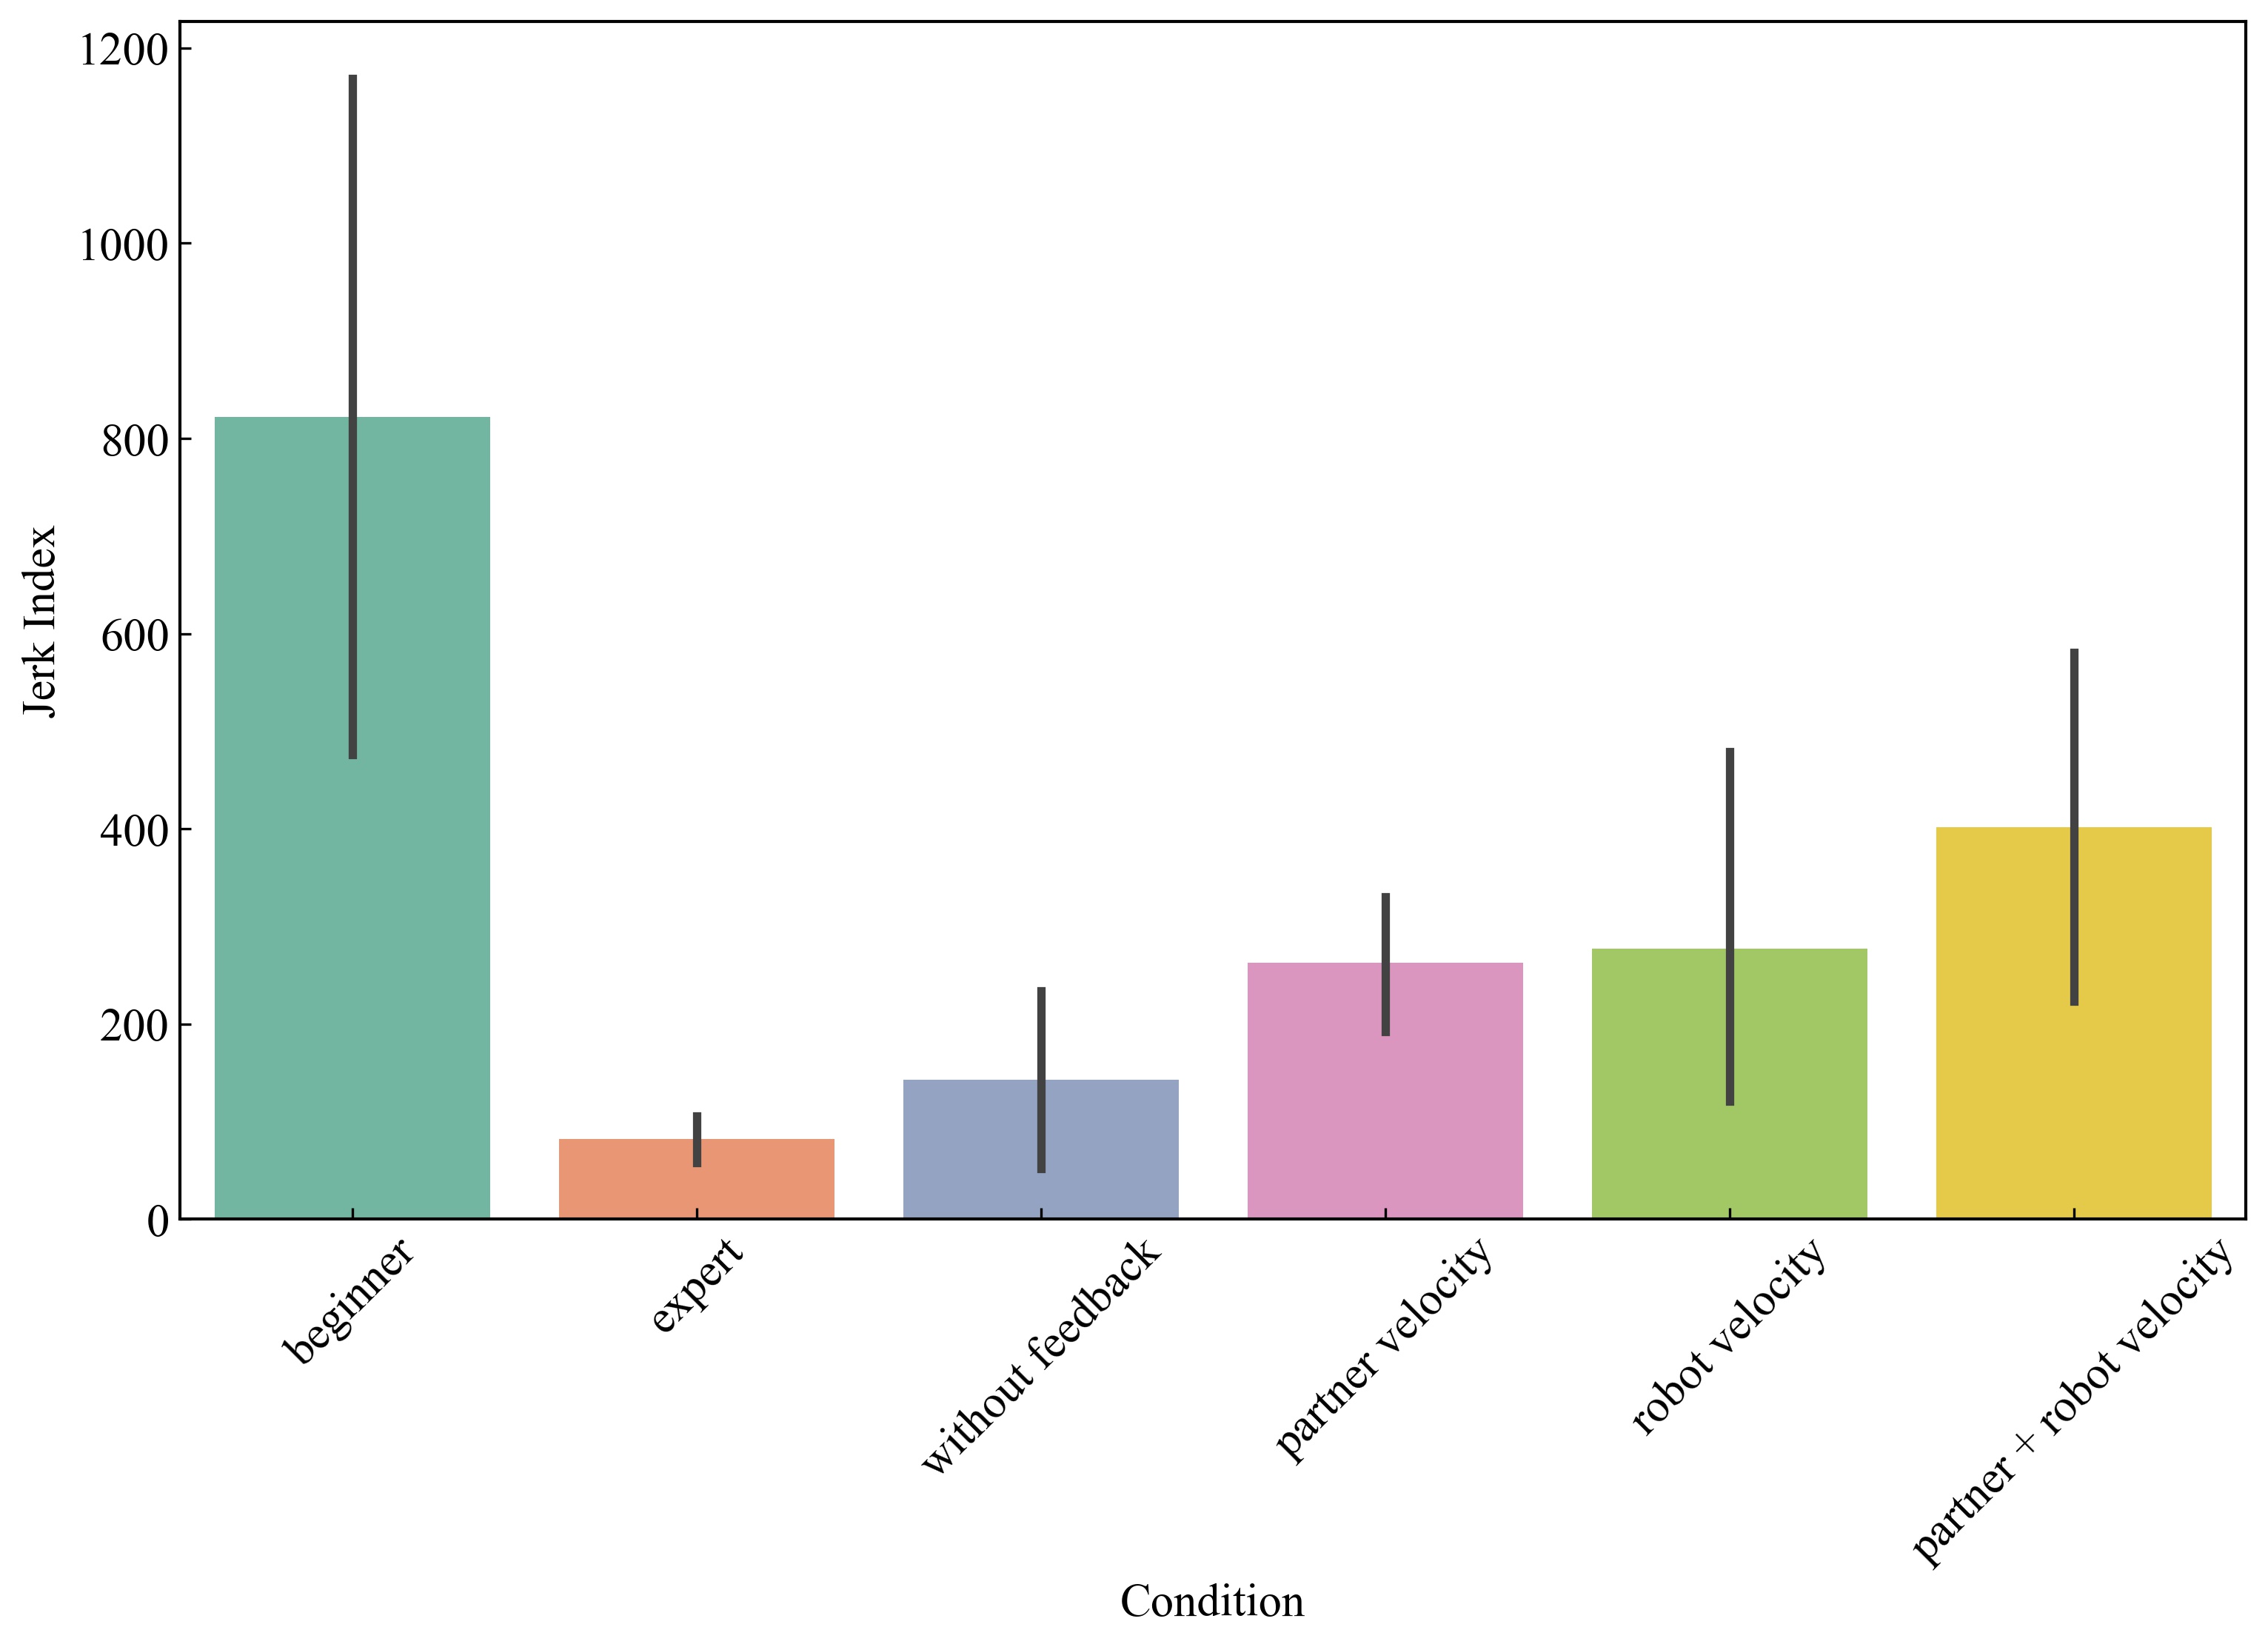 1200
1000
800
600
400
200
0
Jerk Index
beginner
expert
without feedback
partner velocity
robot velocity
partner + robot velocity
Condition